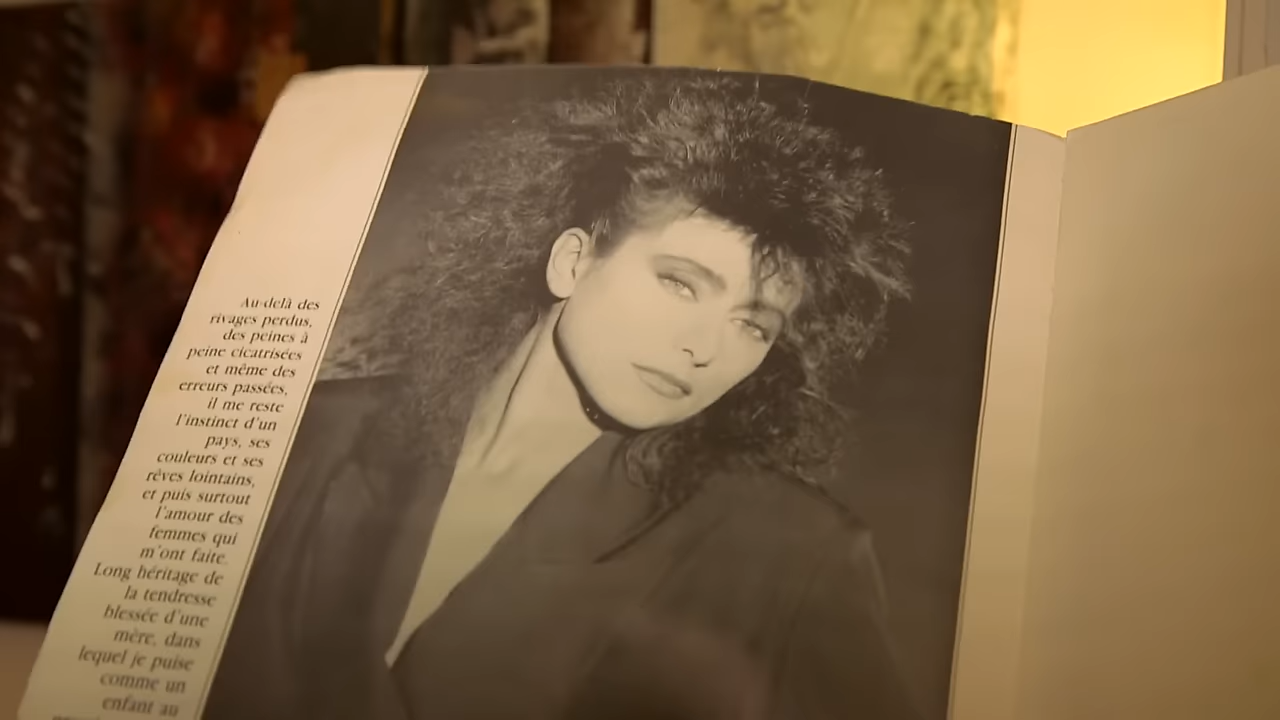 Au-delà des
rivages perdus,
des peines à
peine cicatrisées
et même des
erreurs passées,
il me reste
l'instinct d'un
pays, ses
couleurs et ses
rêves lointains,
et puis surtout
l'amour des
femmes qui
m'ont faite.
Long héritage de
la tendresse
blessée d'une
mère, dans
lequel je puise
comme un
enfant au